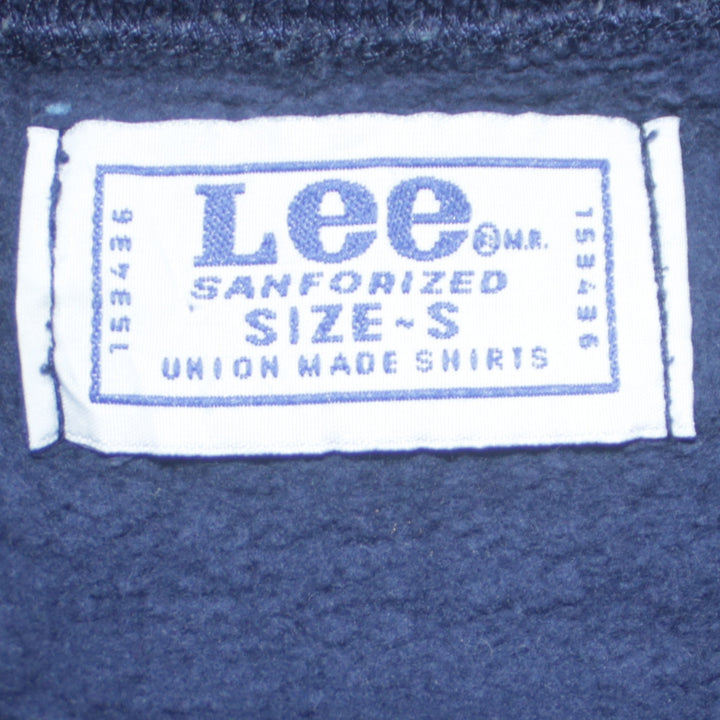 Lee® M.R.
SANFORIZED
SIZE~S
UNION MADE SHIRTS
153436
153436